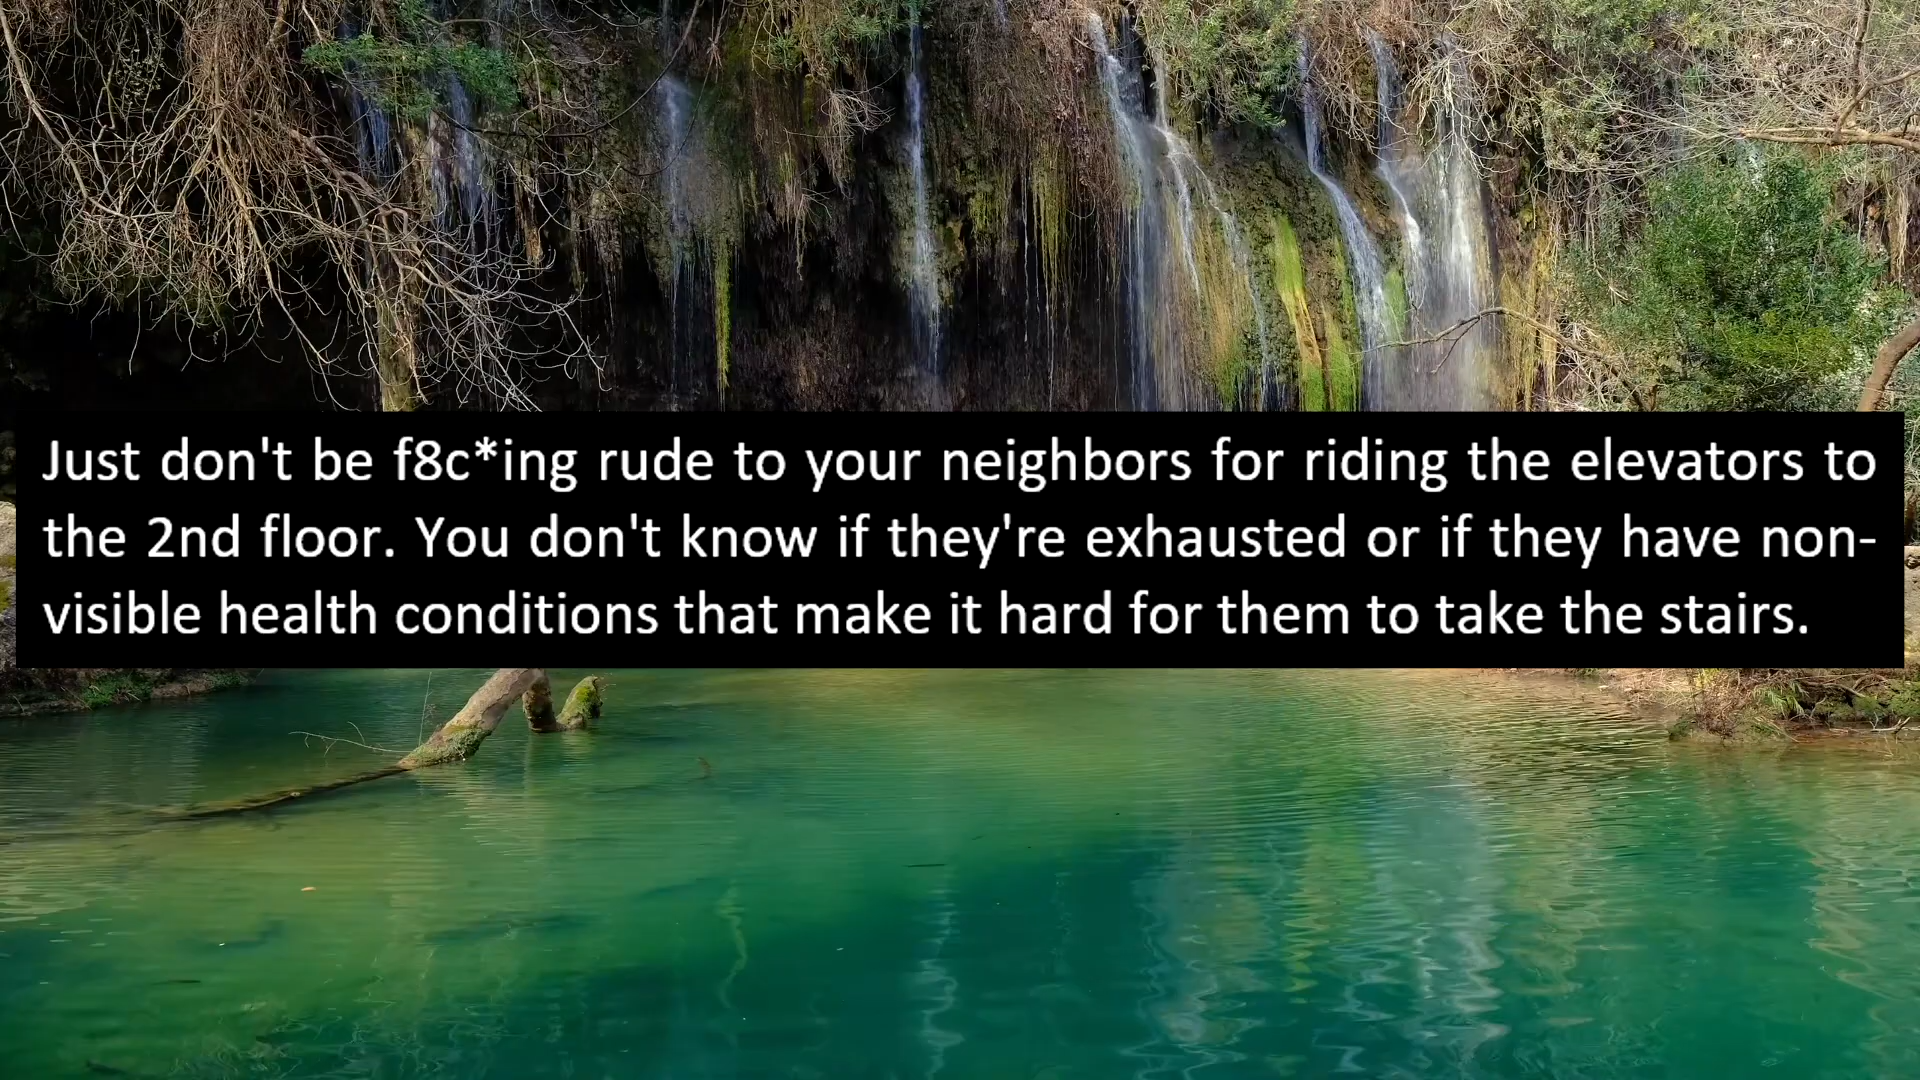 Just don't be f8c*ing rude to your neighbors for riding the elevators to
the 2nd floor. You don't know if they're exhausted or if they have non-
visible health conditions that make it hard for them to take the stairs.